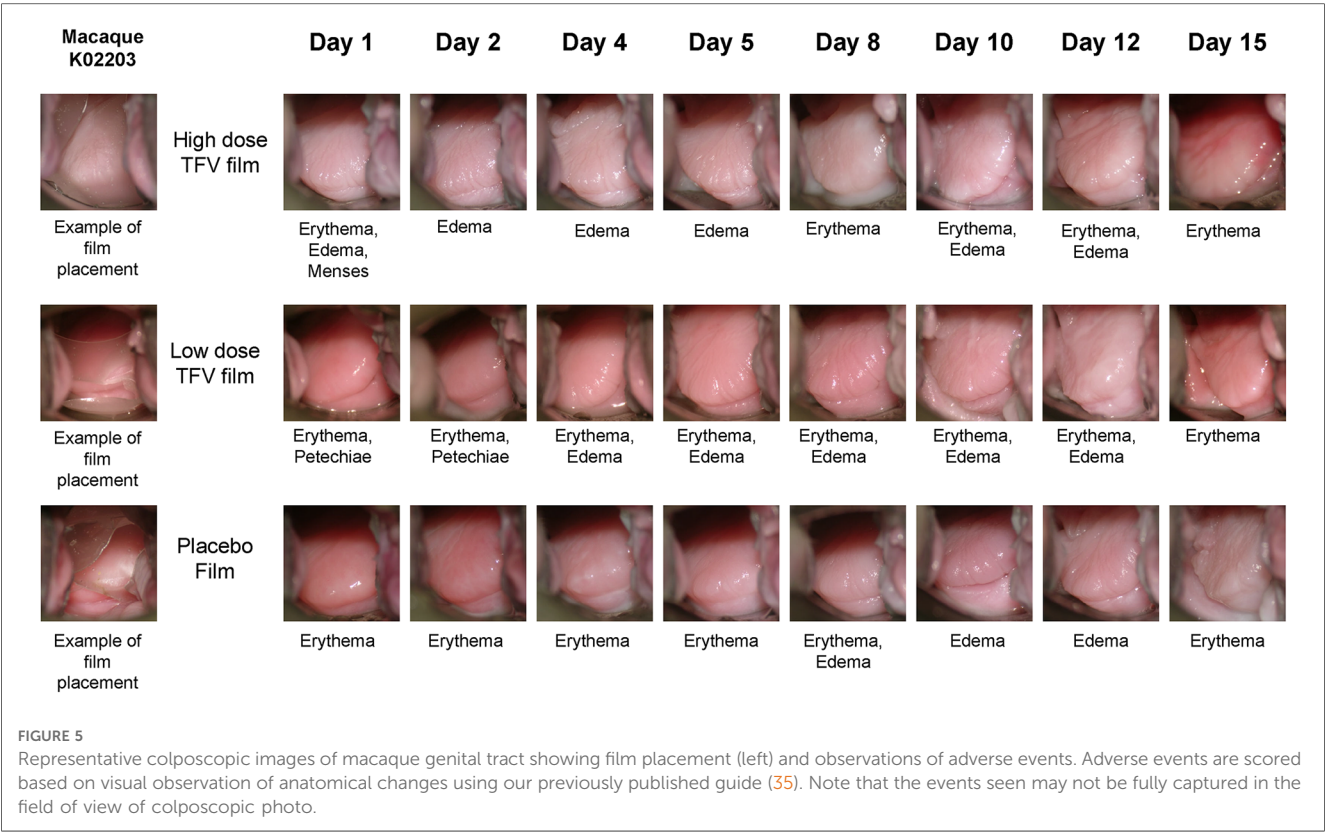 Macaque
K02203
Day 1
Day 2
Day 4
Day 5
Day 8
Day 10
Day 12
Day 15
High dose
TFV film
Example of
film
placement
Erythema,
Edema,
Menses
Edema
Edema
Edema
Erythema
Erythema,
Edema
Erythema,
Edema
Erythema
Low dose
TFV film
Example of
film
placement
Erythema,
Petechiae
Erythema,
Petechiae
Erythema,
Edema
Erythema,
Edema
Erythema,
Edema
Erythema,
Edema
Erythema,
Edema
Erythema
Placebo
Film
Example of
film
placement
Erythema
Erythema
Erythema
Erythema
Erythema,
Edema
Edema
Edema
Erythema
FIGURE 5
Representative colposcopic images of macaque genital tract showing film placement (left) and observations of adverse events. Adverse events are scored
based on visual observation of anatomical changes using our previously published guide (35). Note that the events seen may not be fully captured in the
field of view of colposcopic photo.